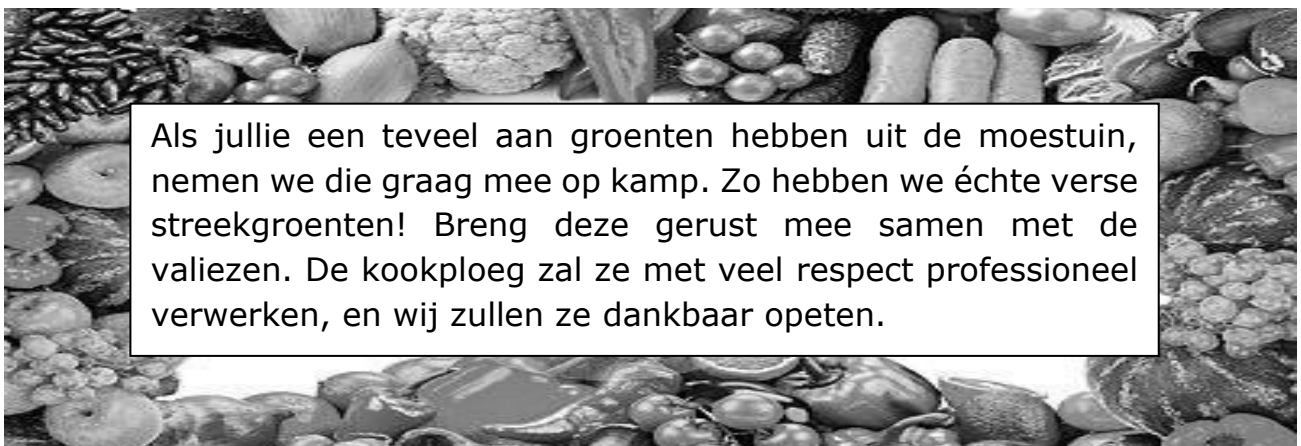 Als jullie een teveel aan groenten hebben uit de moestuin,
nemen we die graag mee op kamp. Zo hebben we échte verse
streekgroenten! Breng deze gerust mee samen met de
valiezen. De kookploeg zal ze met veel respect professioneel
verwerken, en wij zullen ze dankbaar opeten.